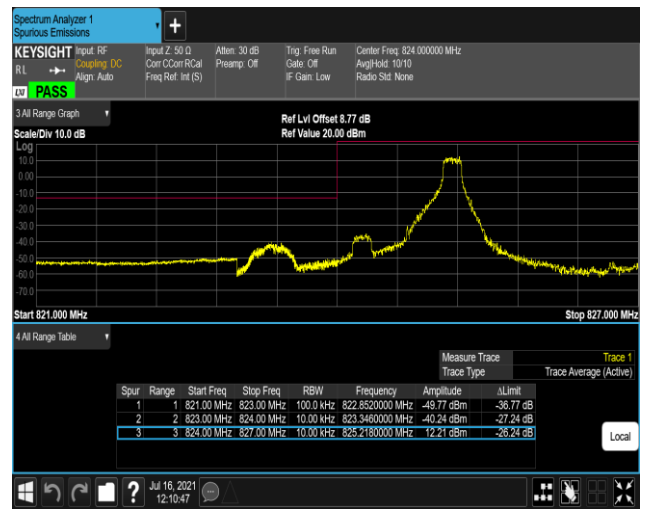 Spectrum Analyzer 1
Spurious Emissions
+
KEYSIGHT Input: RF Input Z: 50 Ω Atten: 30 dB Trig: Free Run Center Freq: 824.000000 MHz
RL Coupling: DC Corr CCorr RCal Preamp: Off Gate: Off Avg|Hold: 10/10
Align: Auto Freq Ref: Int (S) IF Gain: Low Radio Std: None
LXI PASS
3 All Range Graph
Ref Lvl Offset 8.77 dB
Scale/Div 10.0 dB Ref Value 20.00 dBm
Log
10.0
0.00
-10.0
-20.0
-30.0
-40.0
-50.0
-60.0
-70.0
Start 821.000 MHz Stop 827.000 MHz
4 All Range Table
Measure Trace Trace 1
Trace Type Trace Average (Active)
Spur Range Start Freq Stop Freq RBW Frequency Amplitude ΔLimit
1 1 821.00 MHz 823.00 MHz 100.0 kHz 822.8520000 MHz -49.77 dBm -36.77 dB
2 2 823.00 MHz 824.00 MHz 10.00 kHz 823.3460000 MHz -40.24 dBm -27.24 dB
3 3 824.00 MHz 827.00 MHz 10.00 kHz 825.2180000 MHz 12.21 dBm -26.24 dB
Local
? Jul 16, 2021
12:10:47